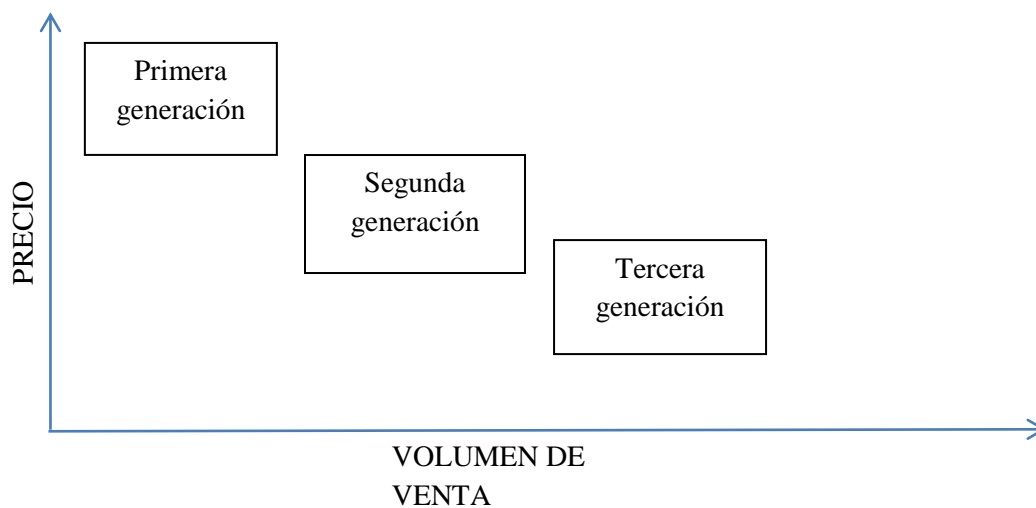 Primera
generación
Segunda
generación
Tercera
generación
PRECIO
VOLUMEN DE
VENTA